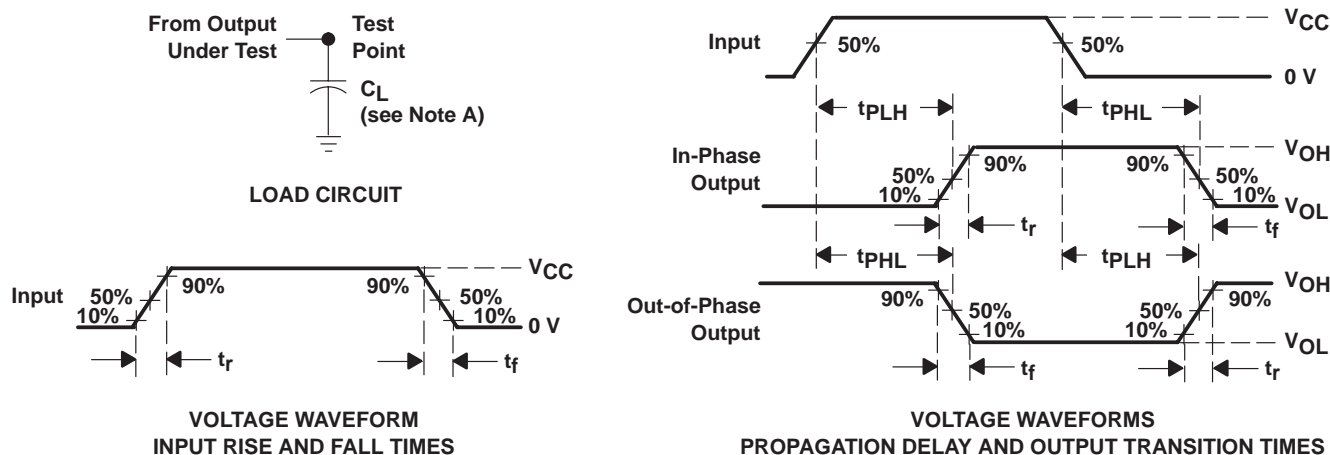 From Output
Under Test
Test
Point
CL
(see Note A)
LOAD CIRCUIT
Input
50%
10%
90%
90%
50%
10%
VCC
0 V
tr
tf
VOLTAGE WAVEFORM
INPUT RISE AND FALL TIMES
Input
50%
50%
VCC
0 V
tPLH
tPHL
In-Phase
Output
50%
10%
90%
90%
50%
10%
VOH
VOL
tr
tf
tPHL
tPLH
Out-of-Phase
Output
90%
50%
10%
50%
10%
90%
VOH
VOL
tf
tr
VOLTAGE WAVEFORMS
PROPAGATION DELAY AND OUTPUT TRANSITION TIMES